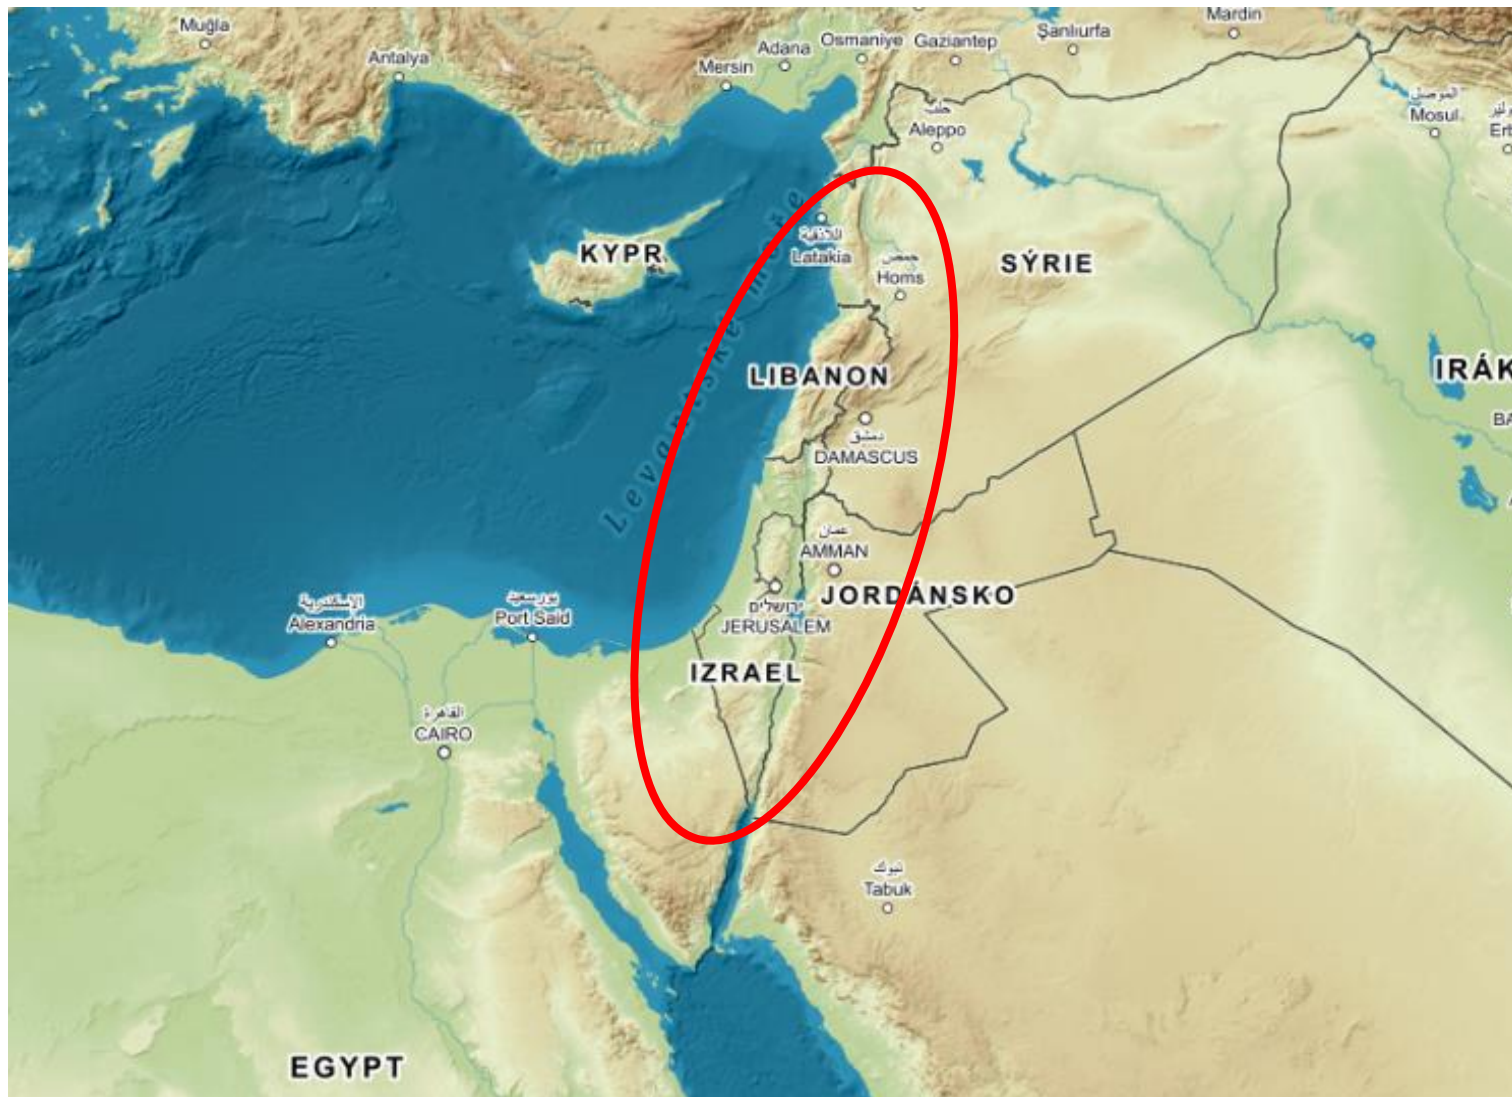 Muğla
Antalya
Mersin
Adana
Osmaniye
Gaziantep
Şanlıurfa
Mardin
حلب
Aleppo
الموصل
Mosul
Levantské moře
KYPR
اللاذقية
Latakia
حمص
Homs
SÝRIE
LIBANON
IRÁK
دمشق
DAMASCUS
عمان
AMMAN
JORDÁNSKO
ירושלים
JERUSALEM
IZRAEL
الإسكندرية
Alexandria
بورسعيد
Port Said
القاهرة
CAIRO
تبوك
Tabuk
EGYPT